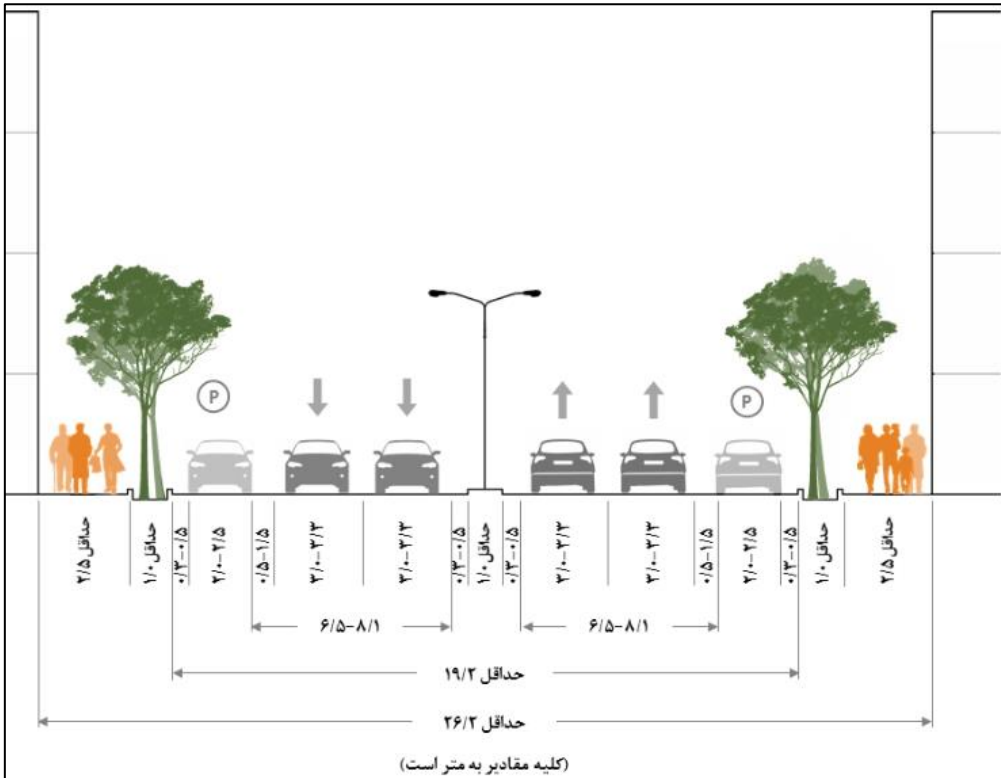 P
P
حداقل ۲/۵
حداقل ۱/۰
۰/۳-۰/۵
۲/۰-۲/۵
۰/۵-۱/۵
۳/۰-۳/۳
۳/۰-۳/۳
۰/۳-۰/۵
حداقل ۱/۰
۰/۳-۰/۵
۳/۰-۳/۳
۳/۰-۳/۳
۰/۵-۱/۵
۲/۰-۲/۵
۰/۳-۰/۵
حداقل ۱/۰
حداقل ۲/۵
۶/۵-۸/۱
۶/۵-۸/۱
حداقل ۱۹/۲
حداقل ۲۶/۲
(کلیه مقادیر به متر است)